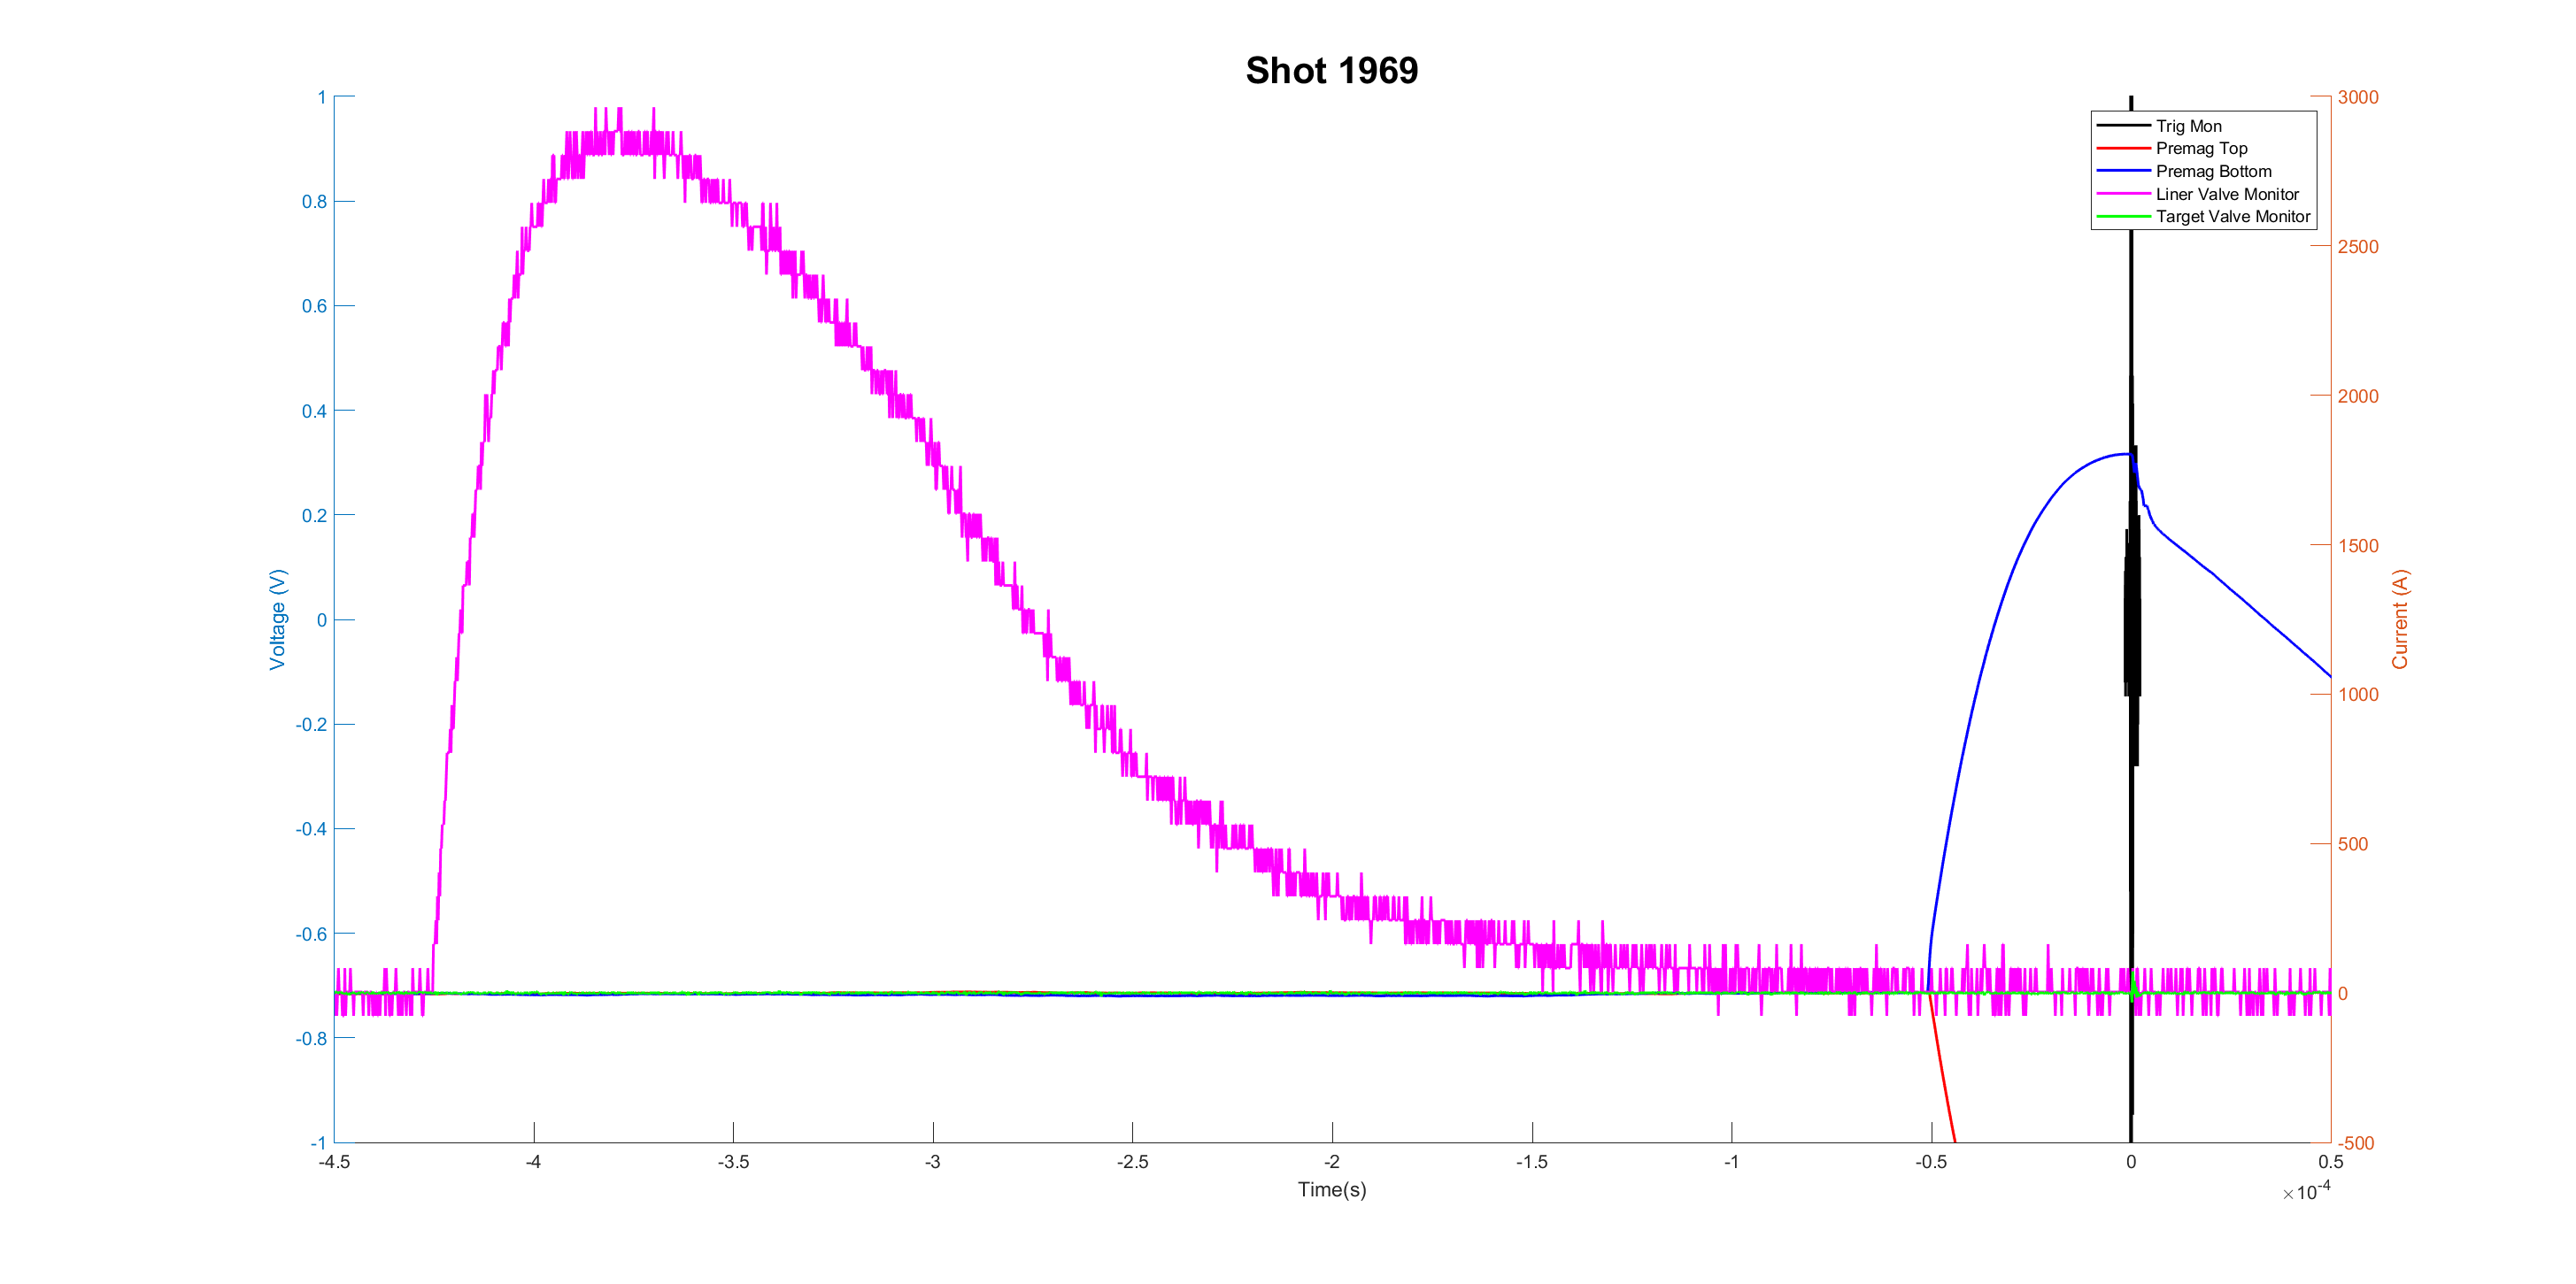 Shot 1969
1
0.8
0.6
0.4
0.2
0
-0.2
-0.4
-0.6
-0.8
-1
Voltage (V)
3000
2500
2000
1500
1000
500
0
-500
Current (A)
Trig Mon
Premag Top
Premag Bottom
Liner Valve Monitor
Target Valve Monitor
-4.5 -4 -3.5 -3 -2.5 -2 -1.5 -1 -0.5 0 0.5
Time(s)
×10⁻⁴